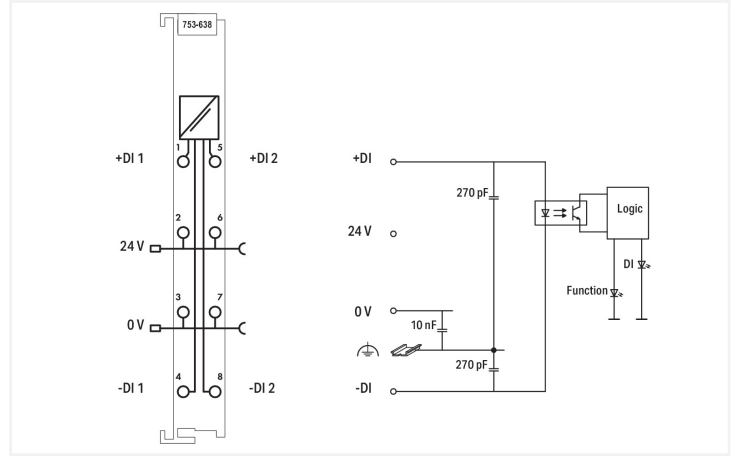 753-638
1 5
+DI 1 +DI 2
2 6
24 V
3 7
0 V
4 8
-DI 1 -DI 2
+DI
270 pF
Logic
24 V
DI
Function
0 V
10 nF
270 pF
-DI